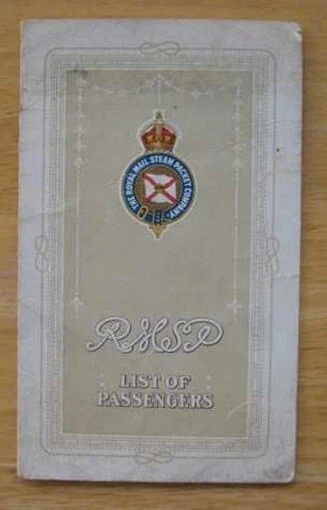 THE ROYAL MAIL STEAM PACKET COMPANY
RMSP
LIST OF
PASSENGERS